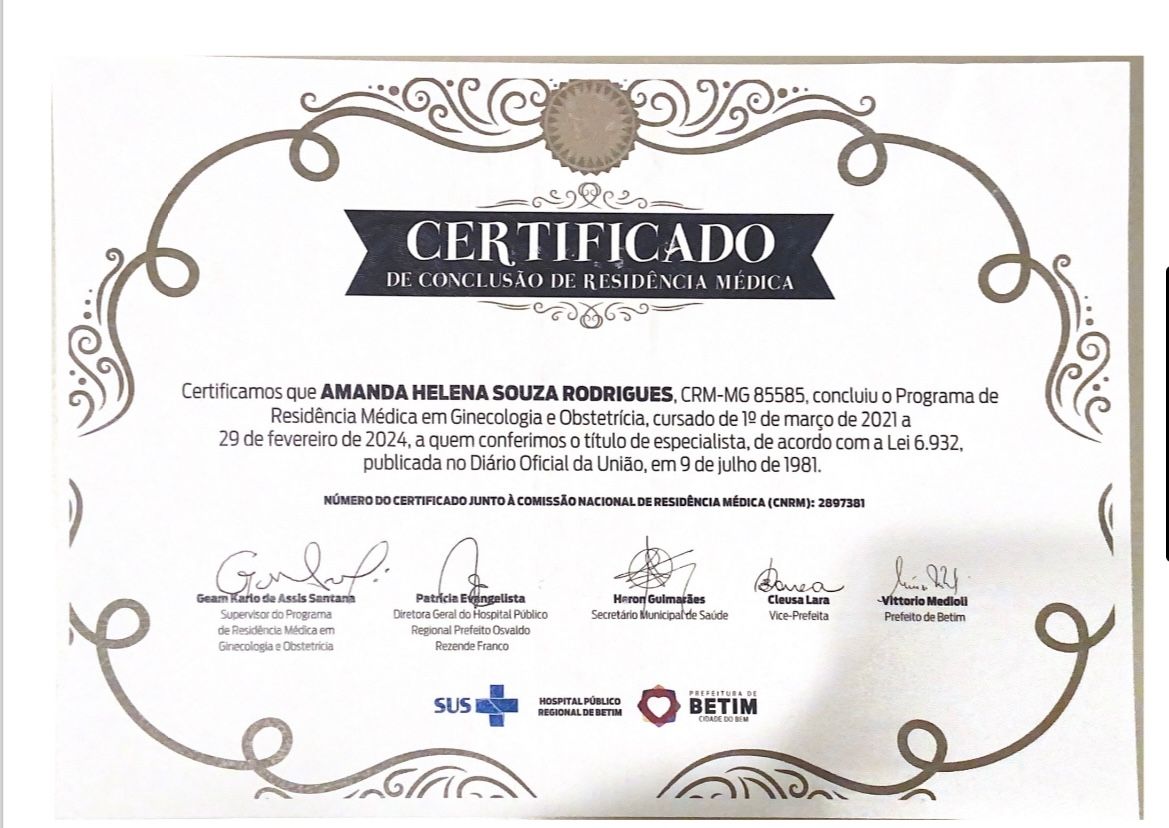 CERTIFICADO
DE CONCLUSÃO DE RESIDÊNCIA MÉDICA
Certificamos que AMANDA HELENA SOUZA RODRIGUES, CRM-MG 85585, concluiu o Programa de
Residência Médica em Ginecologia e Obstetrícia, cursado de 1º de março de 2021 a
29 de fevereiro de 2024, a quem conferimos o título de especialista, de acordo com a Lei 6.932,
publicada no Diário Oficial da União, em 9 de julho de 1981.
NÚMERO DO CERTIFICADO JUNTO À COMISSÃO NACIONAL DE RESIDÊNCIA MÉDICA (CNRM): 2897381
Geam Karlo de Assis Santana
Supervisor do Programa
de Residência Médica em
Ginecologia e Obstetrícia
Patrícia Evangelista
Diretora Geral do Hospital Público
Regional Prefeito Osvaldo
Rezende Franco
Heron Guimarães
Secretário Municipal de Saúde
Cleusa Lara
Vice-Prefeita
Vittorio Medioli
Prefeito de Betim
SUS
HOSPITAL PÚBLICO
REGIONAL DE BETIM
PREFEITURA DE
BETIM
CIDADE DO BEM